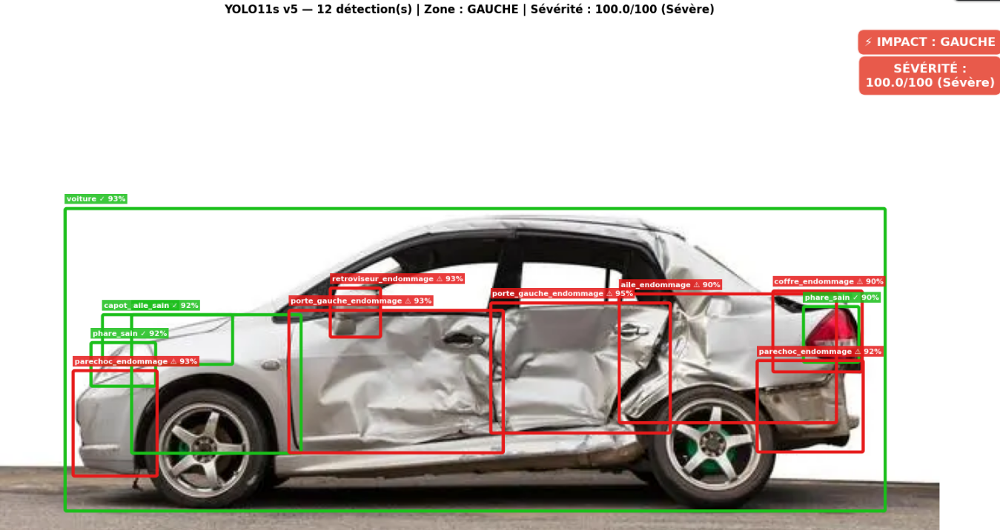 YOLO11s v5 — 12 détection(s) | Zone : GAUCHE | Sévérité : 100.0/100 (Sévère)
⚡ IMPACT : GAUCHE
SÉVÉRITÉ :
100.0/100 (Sévère)
voiture ✓ 93%
retroviseur_endommage ⚠ 93%
porte_gauche_endommage ⚠ 93%
porte_gauche_endommage ⚠ 95%
aile_endommage ⚠ 90%
coffre_endommage ⚠ 90%
phare_sain ✓ 90%
capot_aile_sain ✓ 92%
phare_sain ✓ 92%
parechoc_endommage ⚠ 93%
parechoc_endommage ⚠ 92%